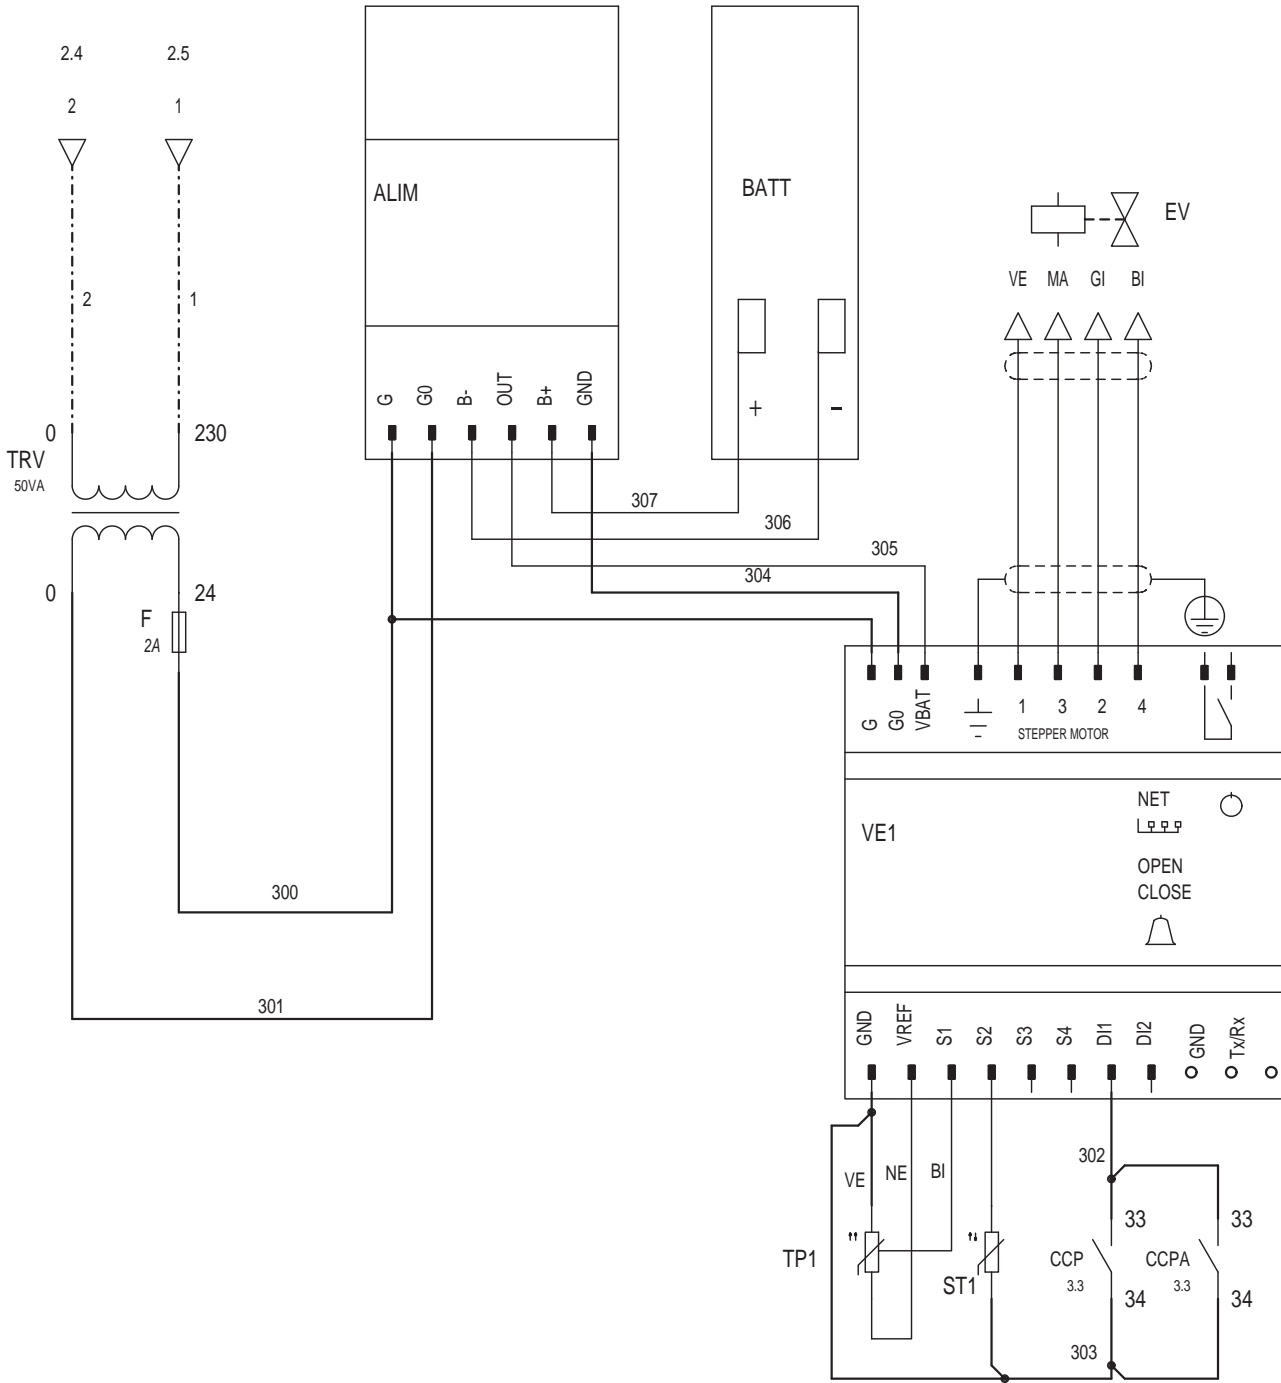 2.4 2.5
2 1
ALIM
BATT
EV
VE MA GI BI
2 1
G G0 B- OUT B+ GND
+ -
0 230
TRV
50VA
307
306
305
304
0 24
F
2A
G G0 VBAT
1 3 2 4
STEPPER MOTOR
NET
VE1
OPEN
CLOSE
300
301
GND VREF S1 S2 S3 S4 DI1 DI2 GND Tx/Rx
302
VE NE BI
33 33
TP1
CCP CCPA
ST1
3.3 3.3
34 34
303